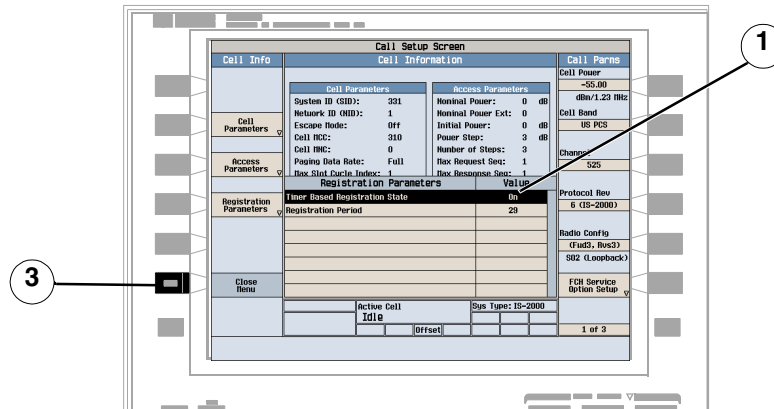 Call Setup Screen
Cell Info
Cell Information
Call Parms
Cell Parameters
System ID (SID): 331
Network ID (NID): 1
Escape Mode: Off
Cell MCC: 310
Cell MNC: 0
Paging Data Rate: Full
Max Slot Cycle Index: 1
Access Parameters
Nominal Power: 0 dB
Nominal Power Ext: 0
Initial Power: 0 dB
Power Step: 3 dB
Number of Steps: 3
Max Request Seq: 1
Max Response Seq: 1
Cell
Parameters
Access
Parameters
Registration
Parameters
Close
Menu
Registration Parameters
Value
Timer Based Registration State On
Registration Period 29
Active Cell
Idle
Sys Type: IS-2000
Offset
Cell Power
-55.00
dBm/1.23 MHz
Cell Band
US PCS
Channel
525
Protocol Rev
6 (IS-2000)
Radio Config
(Fwd3, Rvs3)
SO2 (Loopback)
FCH Service
Option Setup
1 of 3
1
3